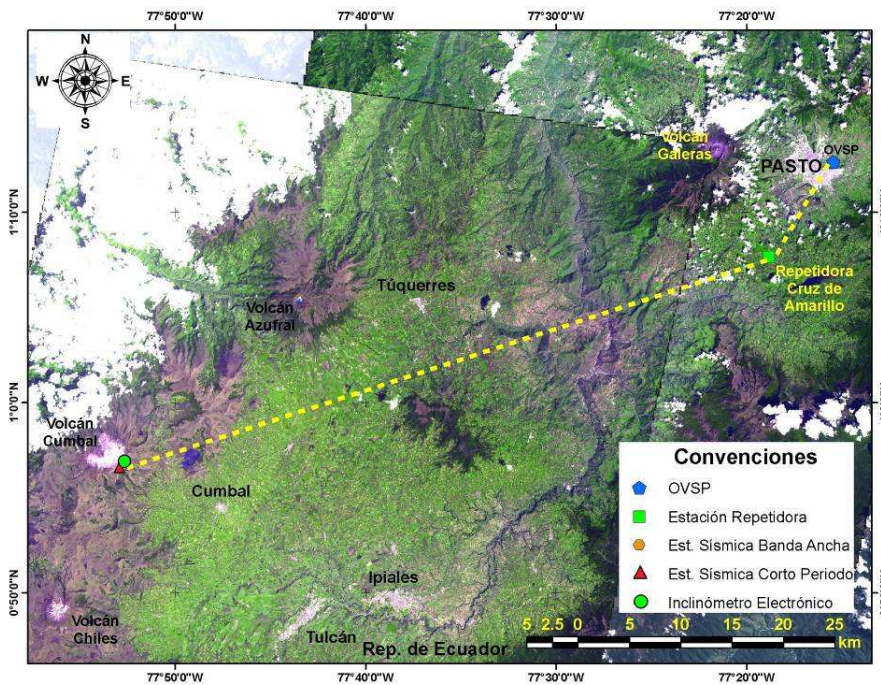 77°50'0"W 77°40'0"W 77°30'0"W 77°20'0"W
N
W E
S
Volcán
Galeras
OVSP
PASTO
1°10'0"N
Repetidora
Cruz de
Amarillo
Túquerres
Volcán
Azufral
1°0'0"N
Volcán
Cumbal
Cumbal
Convenciones
OVSP
Estación Repetidora
Est. Sísmica Banda Ancha
Est. Sísmica Corto Periodo
Inclinómetro Electrónico
0°50'0"N
Ipiales
Volcán
Chiles
Tulcán
Rep. de Ecuador
5 2.5 0 5 10 15 20 25
km
77°50'0"W 77°40'0"W 77°30'0"W 77°20'0"W